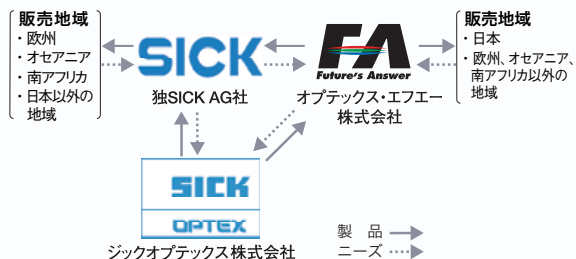 販売地域
・欧州
・オセアニア
・南アフリカ
・日本以外の
地域
SICK
独SICK AG社
FA
Future's Answer
オプテックス・エフエー
株式会社
販売地域
・日本
・欧州、オセアニア、
南アフリカ以外の
地域
SICK
OPTEX
ジックオプテックス株式会社
製　品
ニーズ